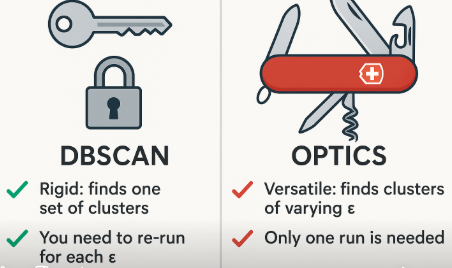 DBSCAN
Rigid: finds one
set of clusters
You need to re-run
for each ε
OPTICS
Versatile: finds clusters
of varying ε
Only one run is needed